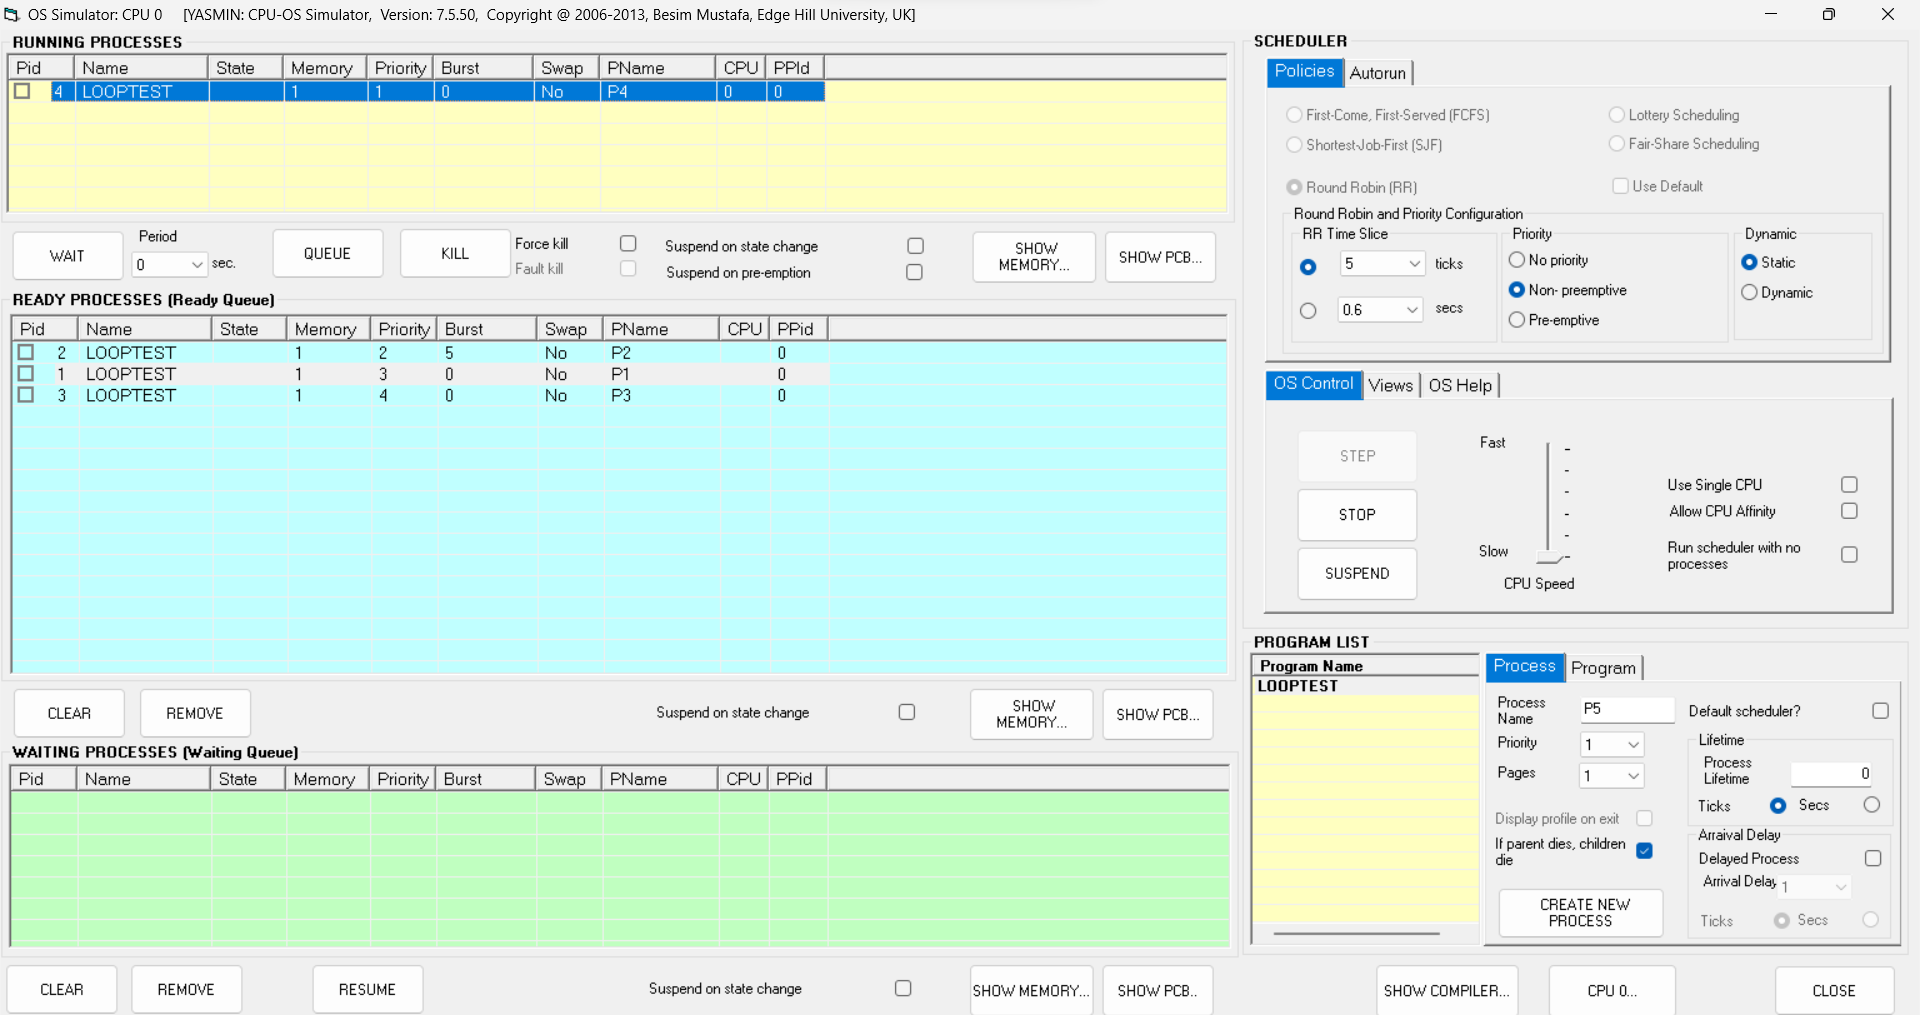 OS Simulator: CPU 0 [YASMIN: CPU-OS Simulator, Version: 7.5.50, Copyright @ 2006-2013, Besim Mustafa, Edge Hill University, UK]
RUNNING PROCESSES
Pid Name State Memory Priority Burst Swap PName CPU PPId
4 LOOPTEST 1 1 0 No P4 0 0
WAIT
Period
0 sec.
QUEUE
KILL
Force kill
Fault kill
Suspend on state change
Suspend on pre-emption
SHOW
MEMORY...
SHOW PCB...
READY PROCESSES (Ready Queue)
Pid Name State Memory Priority Burst Swap PName CPU PPid
2 LOOPTEST 1 2 5 No P2 0
1 LOOPTEST 1 3 0 No P1 0
3 LOOPTEST 1 4 0 No P3 0
CLEAR
REMOVE
Suspend on state change
SHOW
MEMORY...
SHOW PCB...
WAITING PROCESSES (Waiting Queue)
Pid Name State Memory Priority Burst Swap PName CPU PPid
CLEAR
REMOVE
RESUME
Suspend on state change
SHOW MEMORY...
SHOW PCB..
SCHEDULER
Policies Autorun
First-Come, First-Served (FCFS)
Lottery Scheduling
Shortest-Job-First (SJF)
Fair-Share Scheduling
Round Robin (RR)
Use Default
Round Robin and Priority Configuration
RR Time Slice
5 ticks
0.6 secs
Priority
No priority
Non- preemptive
Pre-emptive
Dynamic
Static
Dynamic
OS Control Views OS Help
STEP
STOP
SUSPEND
Fast
Slow
CPU Speed
Use Single CPU
Allow CPU Affinity
Run scheduler with no
processes
PROGRAM LIST
Program Name
LOOPTEST
Process Program
Process
Name
P5
Priority 1
Pages 1
Display profile on exit
If parent dies, children
die
CREATE NEW
PROCESS
Default scheduler?
Lifetime
Process
Lifetime
0
Ticks Secs
Arraival Delay
Delayed Process
Arrival Delay 1
Ticks Secs
SHOW COMPILER...
CPU 0...
CLOSE